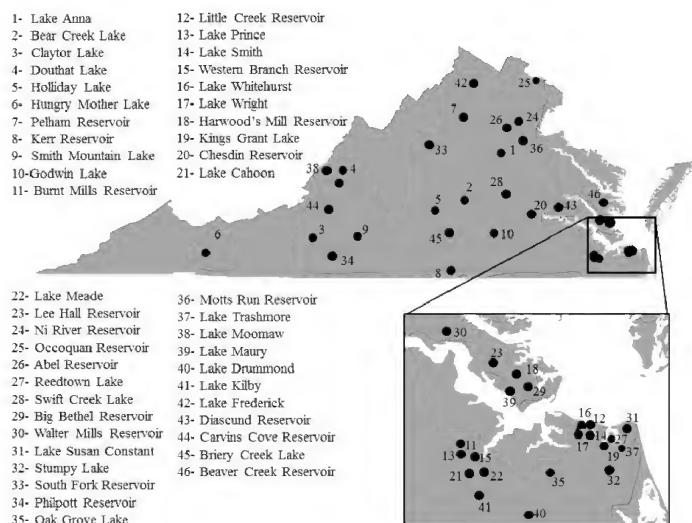 1- Lake Anna
2- Bear Creek Lake
3- Claytor Lake
4- Douthat Lake
5- Holliday Lake
6- Hungry Mother Lake
7- Pelham Reservoir
8- Kerr Reservoir
9- Smith Mountain Lake
10-Godwin Lake
11- Burnt Mills Reservoir
12- Little Creek Reservoir
13- Lake Prince
14- Lake Smith
15- Western Branch Reservoir
16- Lake Whitehurst
17- Lake Wright
18- Harwood's Mill Reservoir
19- Kings Grant Lake
20- Chesdin Reservoir
21- Lake Cahoon
42
25
7
26
24
33
36
1
38
4
28
2
5
20
43
46
44
3
9
45
10
6
34
8
22- Lake Meade
23- Lee Hall Reservoir
24- Ni River Reservoir
25- Occoquan Reservoir
26- Abel Reservoir
27- Reedtown Lake
28- Swift Creek Lake
29- Big Bethel Reservoir
30- Walter Mills Reservoir
31- Lake Susan Constant
32- Stumpy Lake
33- South Fork Reservoir
34- Philpott Reservoir
35- Oak Grove Lake
36- Motts Run Reservoir
37- Lake Trashmore
38- Lake Moomaw
39- Lake Maury
40- Lake Drummond
41- Lake Kilby
42- Lake Frederick
43- Diascund Reservoir
44- Carvins Cove Reservoir
45- Briery Creek Lake
46- Beaver Creek Reservoir
30
23
18
29
39
16
12
31
17
14
27
19
37
11
13
15
21
22
35
32
41
40